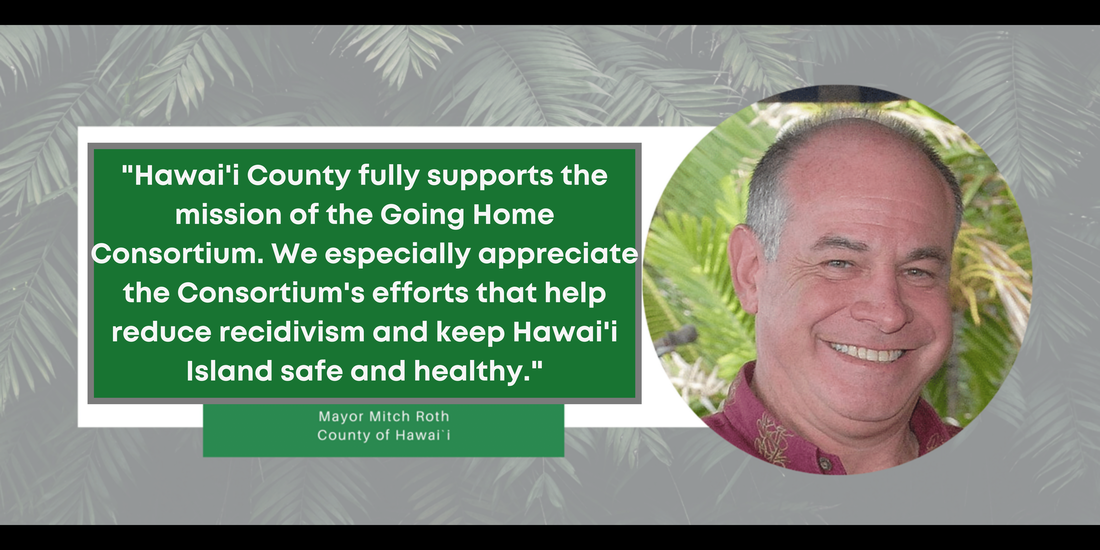 "Hawai'i County fully supports the
mission of the Going Home
Consortium. We especially appreciate
the Consortium's efforts that help
reduce recidivism and keep Hawai'i
Island safe and healthy."
Mayor Mitch Roth
County of Hawai`i